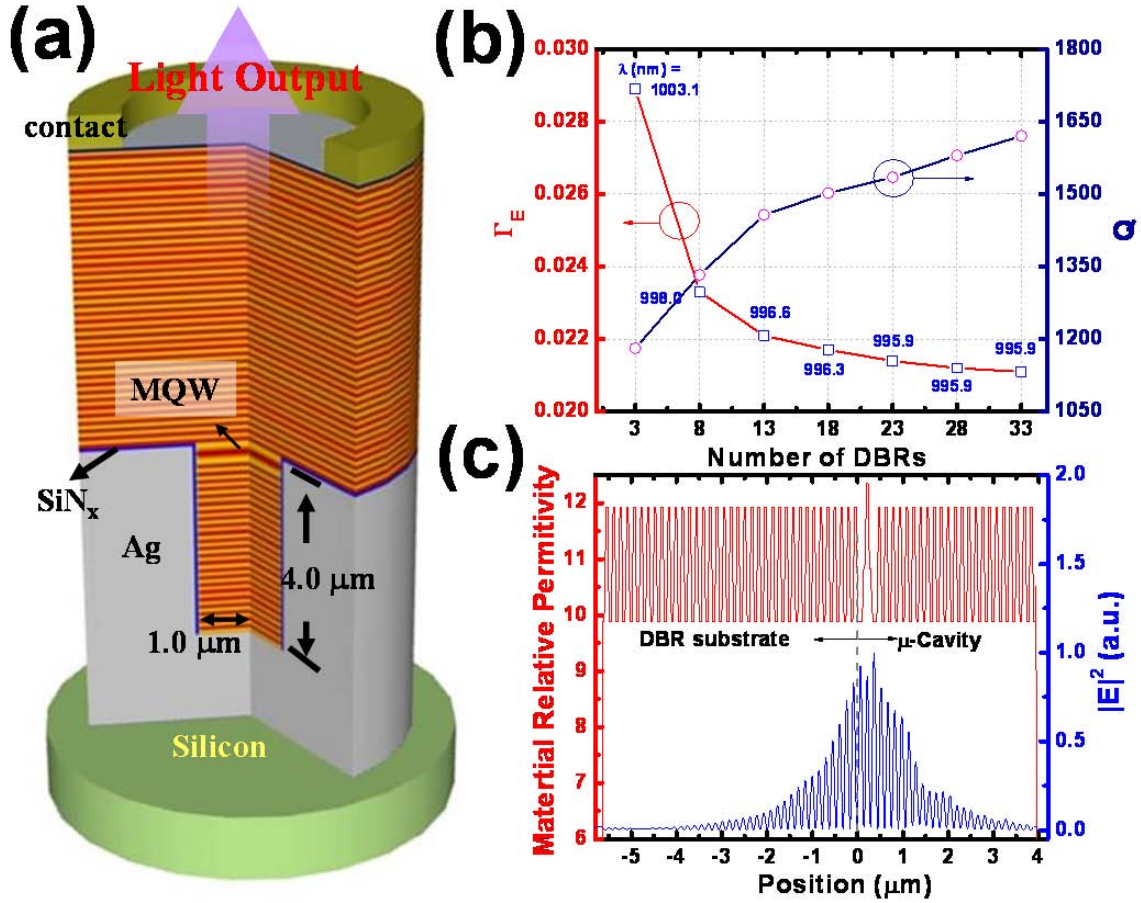 (a)
Light Output
contact
MQW
SiNx
Ag
4.0 μm
1.0 μm
Silicon
(b)
0.030
0.028
0.026
0.024
0.022
0.020
ΓE
λ (nm) =
1003.1
998.0
996.6
996.3
995.9
995.9
995.9
1800
1650
1500
1350
1200
1050
Q
3 8 13 18 23 28 33
Number of DBRs
(c)
12
11
10
9
8
7
6
Matertial Relative Permitivity
DBR substrate
μ-Cavity
2.0
1.5
1.0
0.5
0.0
|E|2 (a.u.)
-5 -4 -3 -2 -1 0 1 2 3 4
Position (μm)